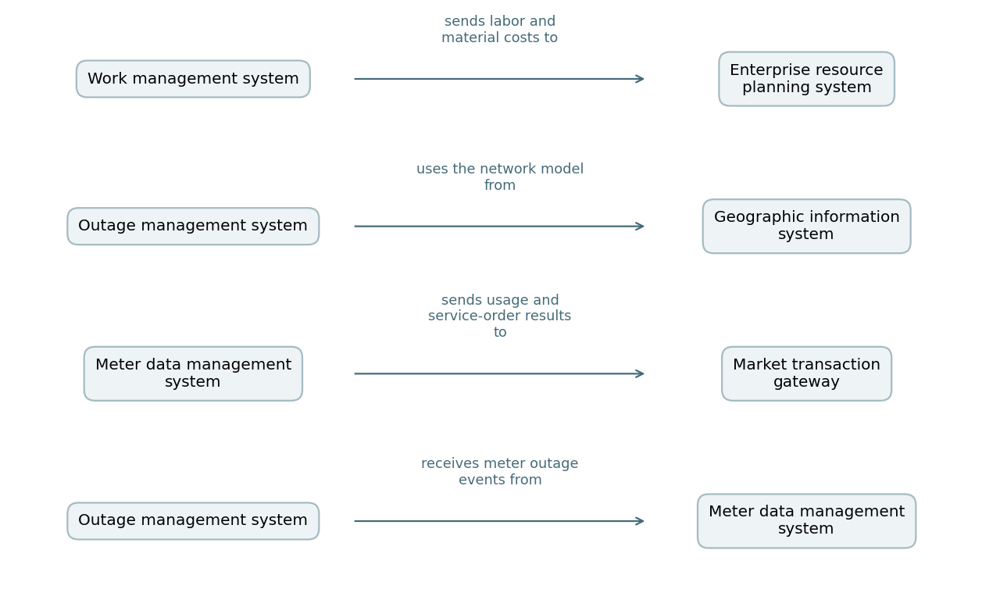 sends labor and
material costs to
Work management system
Enterprise resource
planning system
uses the network model
from
Outage management system
Geographic information
system
sends usage and
service-order results
to
Meter data management
system
Market transaction
gateway
receives meter outage
events from
Outage management system
Meter data management
system